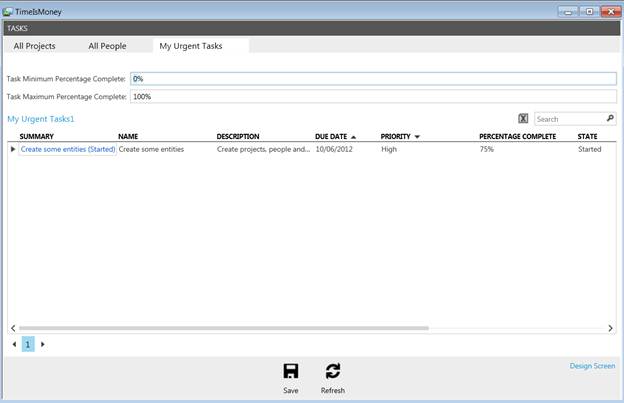 TimeIsMoney
TASKS
All Projects All People My Urgent Tasks
Task Minimum Percentage Complete: 0%
Task Maximum Percentage Complete: 100%
My Urgent Tasks1 Search
SUMMARY NAME DESCRIPTION DUE DATE PRIORITY PERCENTAGE COMPLETE STATE
Create some entities (Started) Create some entities Create projects, people and... 10/06/2012 High 75% Started
1
Design Screen
Save Refresh